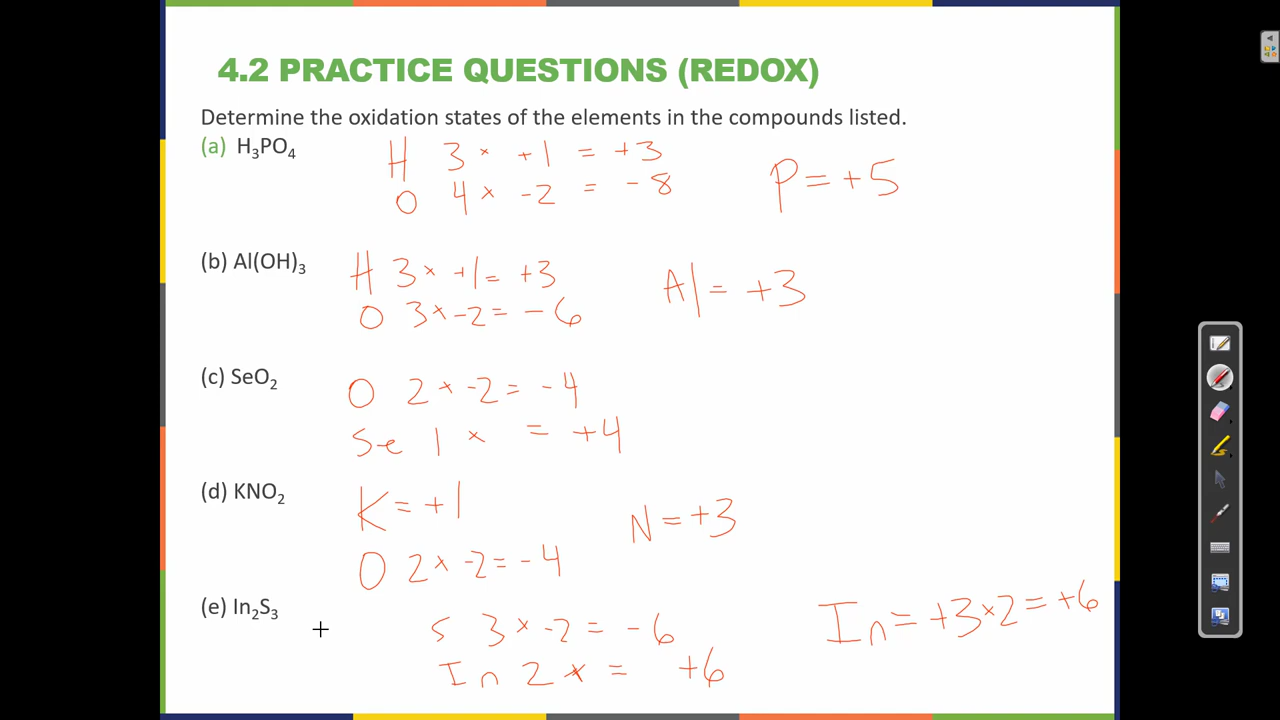 4.2 PRACTICE QUESTIONS (REDOX)
Determine the oxidation states of the elements in the compounds listed.
(a) H₃PO₄
H 3 × +1 = +3
O 4 × -2 = -8
P = +5
(b) Al(OH)₃
H 3 × +1 = +3
O 3 × -2 = -6
Al = +3
(c) SeO₂
O 2 × -2 = -4
Se 1 × = +4
(d) KNO₂
K = +1
O 2 × -2 = -4
N = +3
(e) In₂S₃
S 3 × -2 = -6
In 2 × = +6
In = +3 × 2 = +6